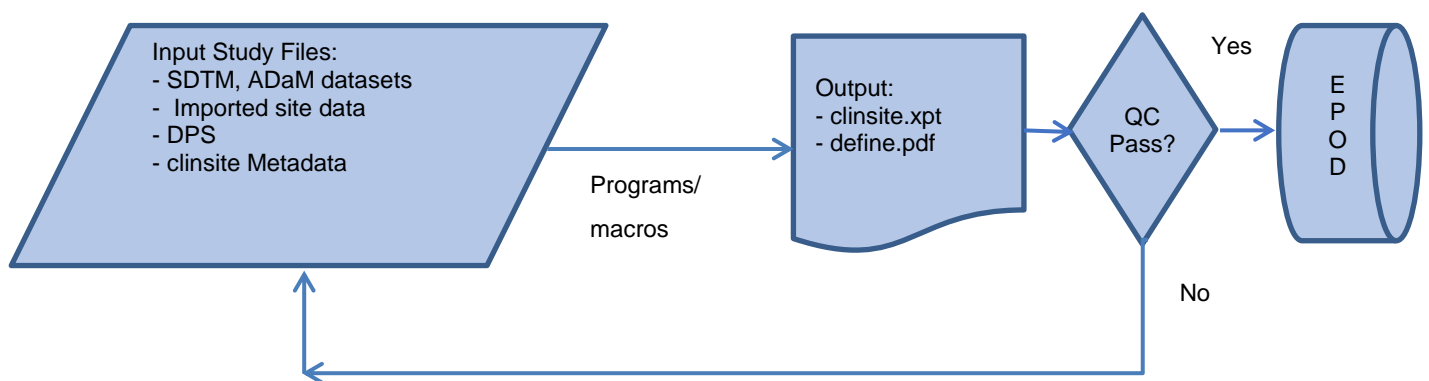 Input Study Files:
- SDTM, ADaM datasets
- Imported site data
- DPS
- clinsite Metadata
Programs/
macros
Output:
- clinsite.xpt
- define.pdf
QC
Pass?
Yes
No
E
P
O
D